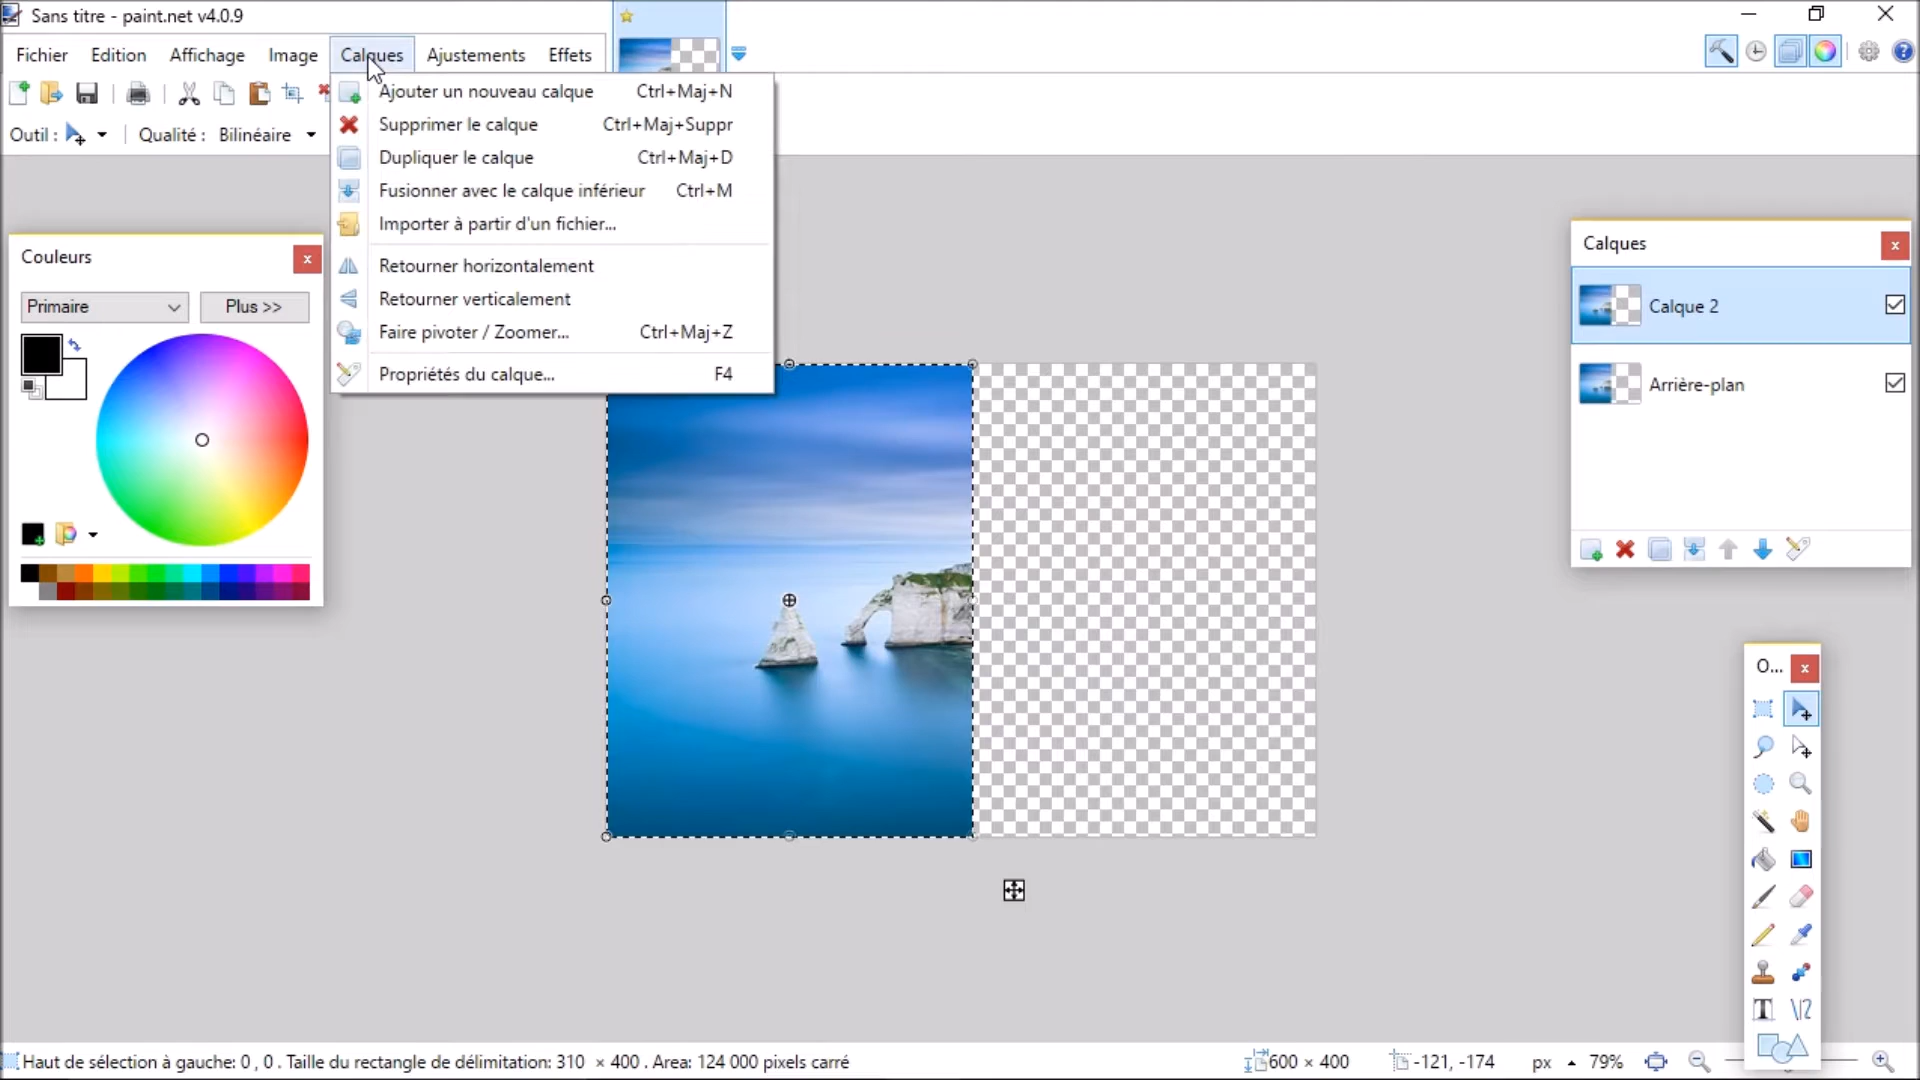 Sans titre - paint.net v4.0.9
Fichier Edition Affichage Image Calques Ajustements Effets
Outil : Qualité : Bilinéaire
Ajouter un nouveau calque Ctrl+Maj+N
Supprimer le calque Ctrl+Maj+Suppr
Dupliquer le calque Ctrl+Maj+D
Fusionner avec le calque inférieur Ctrl+M
Importer à partir d'un fichier...
Retourner horizontalement
Retourner verticalement
Faire pivoter / Zoomer... Ctrl+Maj+Z
Propriétés du calque... F4
Couleurs
Primaire Plus >>
Calques
Calque 2
Arrière-plan
O...
Haut de sélection à gauche: 0 , 0 . Taille du rectangle de délimitation: 310 × 400 . Area: 124 000 pixels carré 600 × 400 -121, -174 px 79%